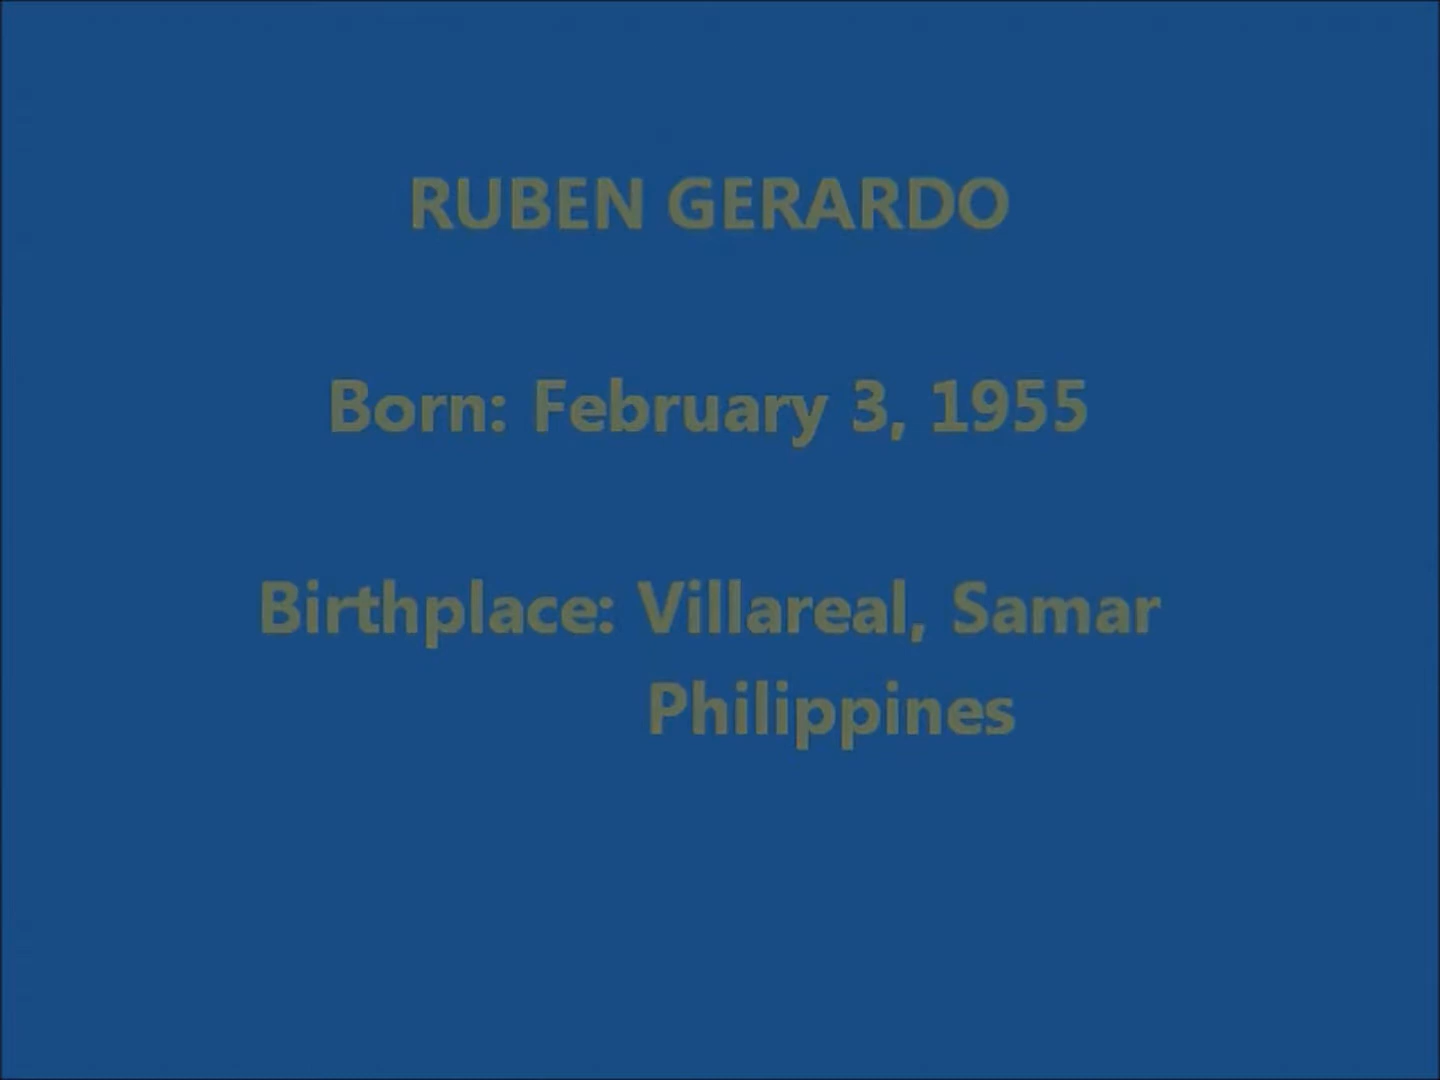 RUBEN GERARDO
Born: February 3, 1955
Birthplace: Villareal, Samar
Philippines